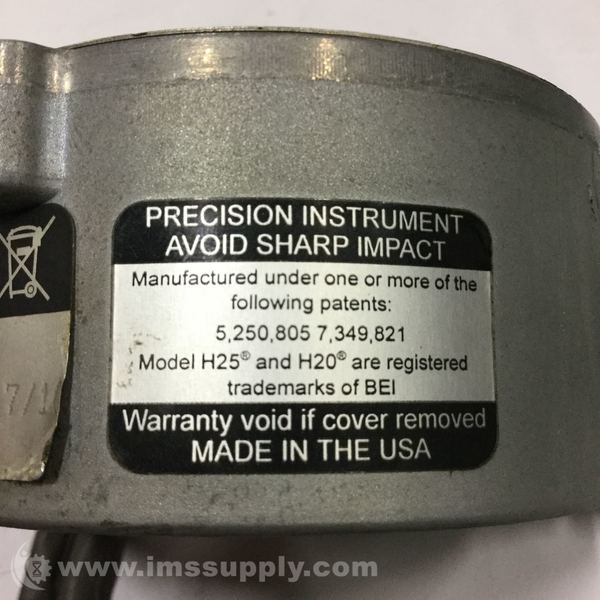 PRECISION INSTRUMENT
AVOID SHARP IMPACT
Manufactured under one or more of the
following patents:
5,250,805 7,349,821
Model H25® and H20® are registered
trademarks of BEI
Warranty void if cover removed
MADE IN THE USA
www.imssupply.com